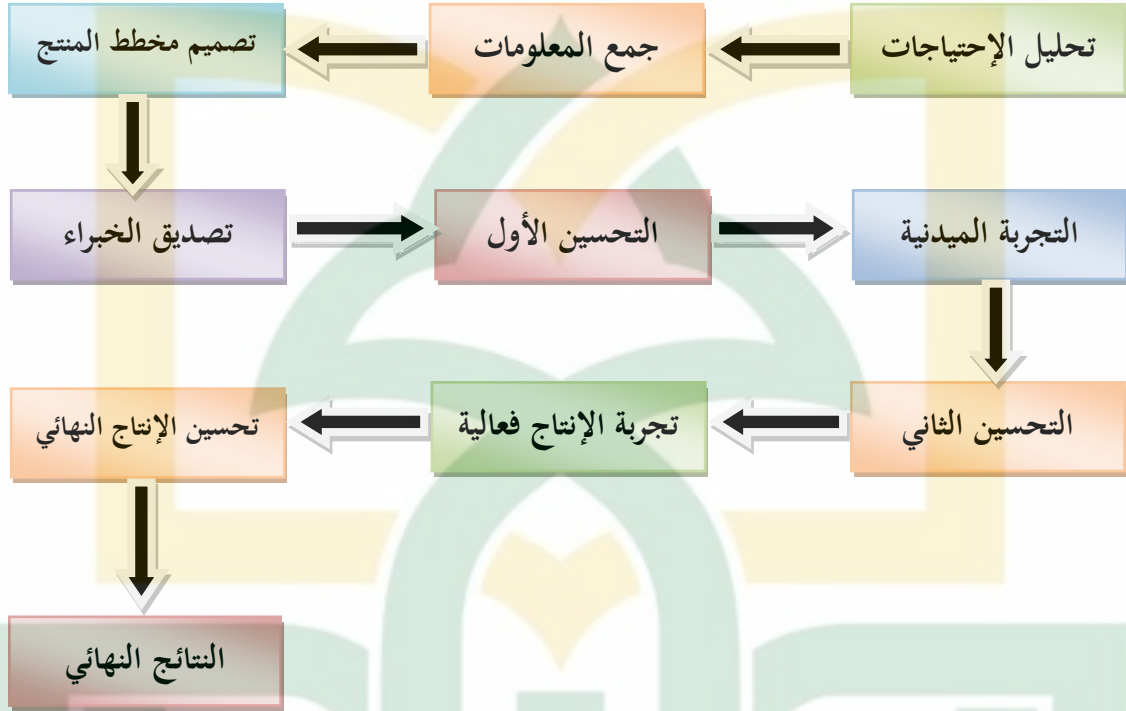 تحليل الإحتياجات
جمع المعلومات
تصميم مخطط المنتج
تصديق الخبراء
التحسين الأول
التجربة الميدنية
التحسين الثاني
تجربة الإنتاج فعالية
تحسين الإنتاج النهائي
النتائج النهائي